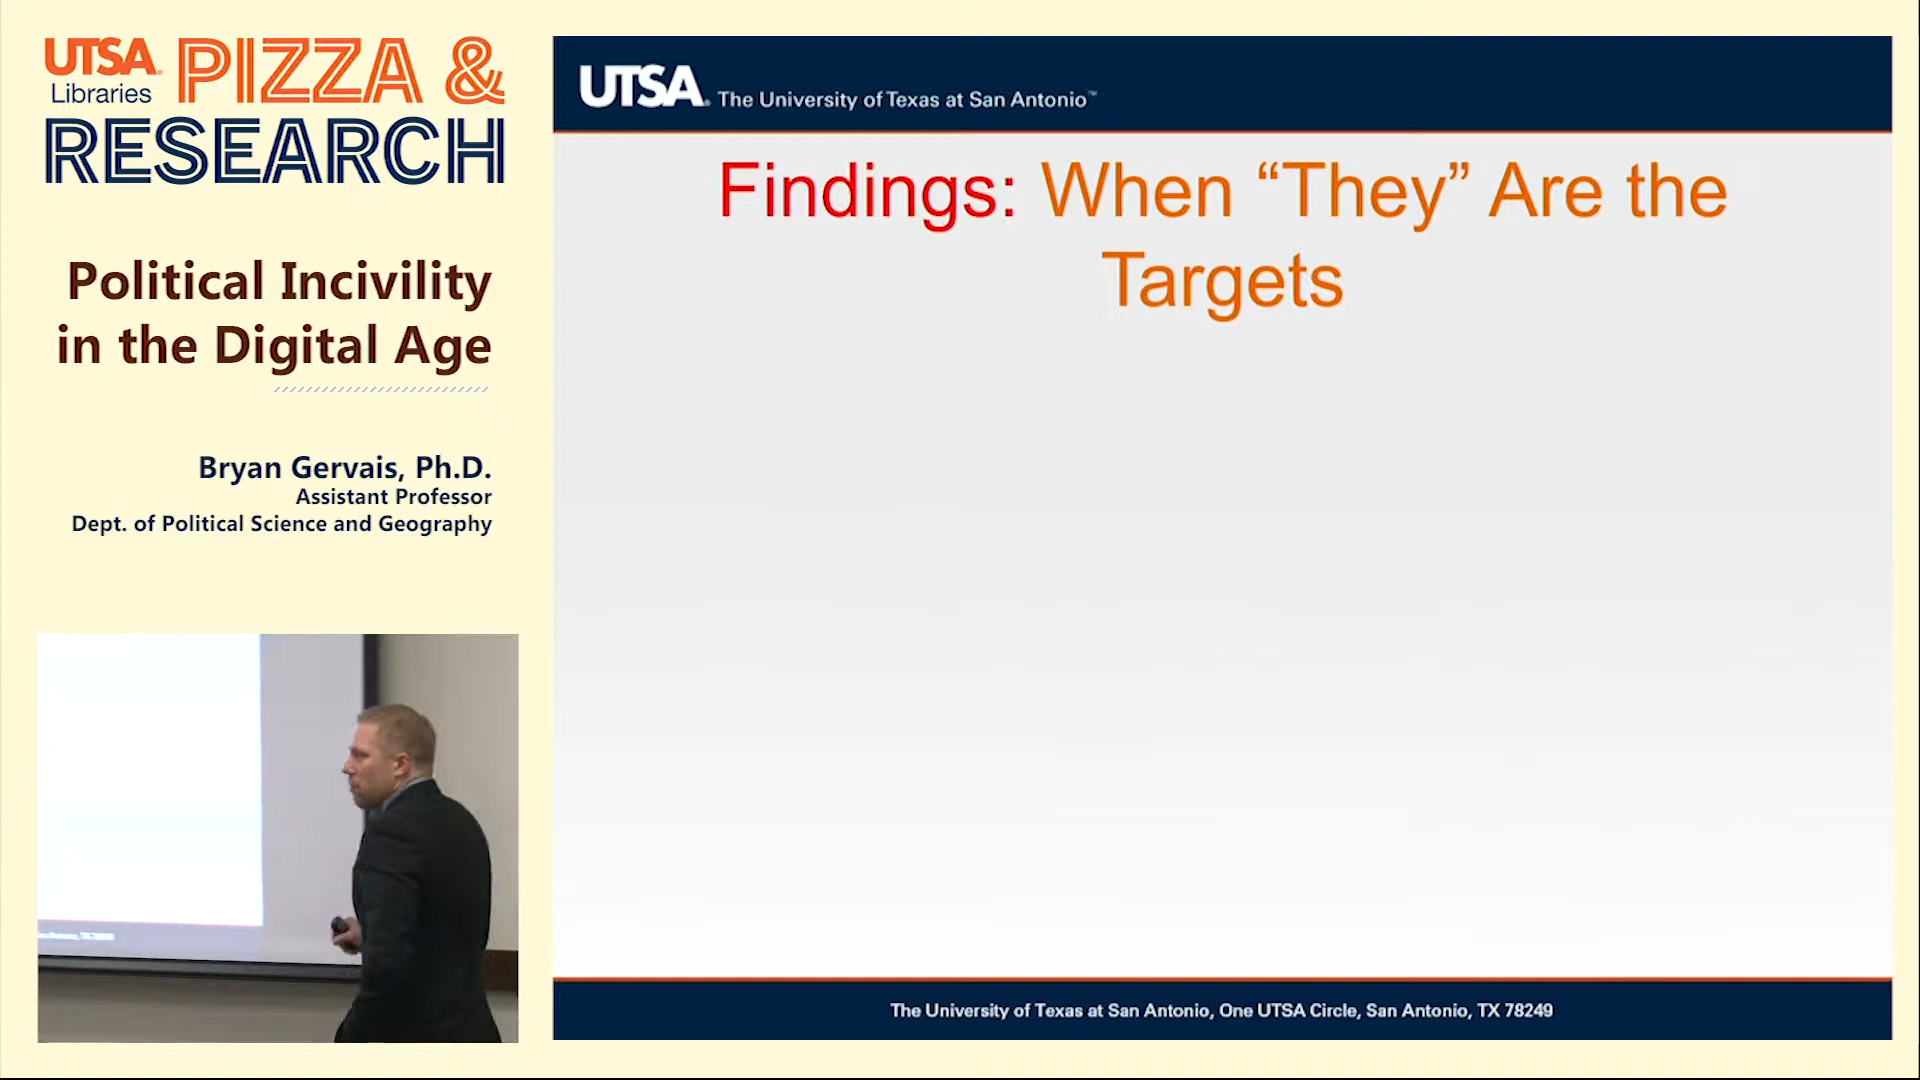 UTSA
Libraries
PIZZA &
RESEARCH
Political Incivility
in the Digital Age
Bryan Gervais, Ph.D.
Assistant Professor
Dept. of Political Science and Geography
UTSA The University of Texas at San Antonio™
Findings: When “They” Are the
Targets
The University of Texas at San Antonio, One UTSA Circle, San Antonio, TX 78249